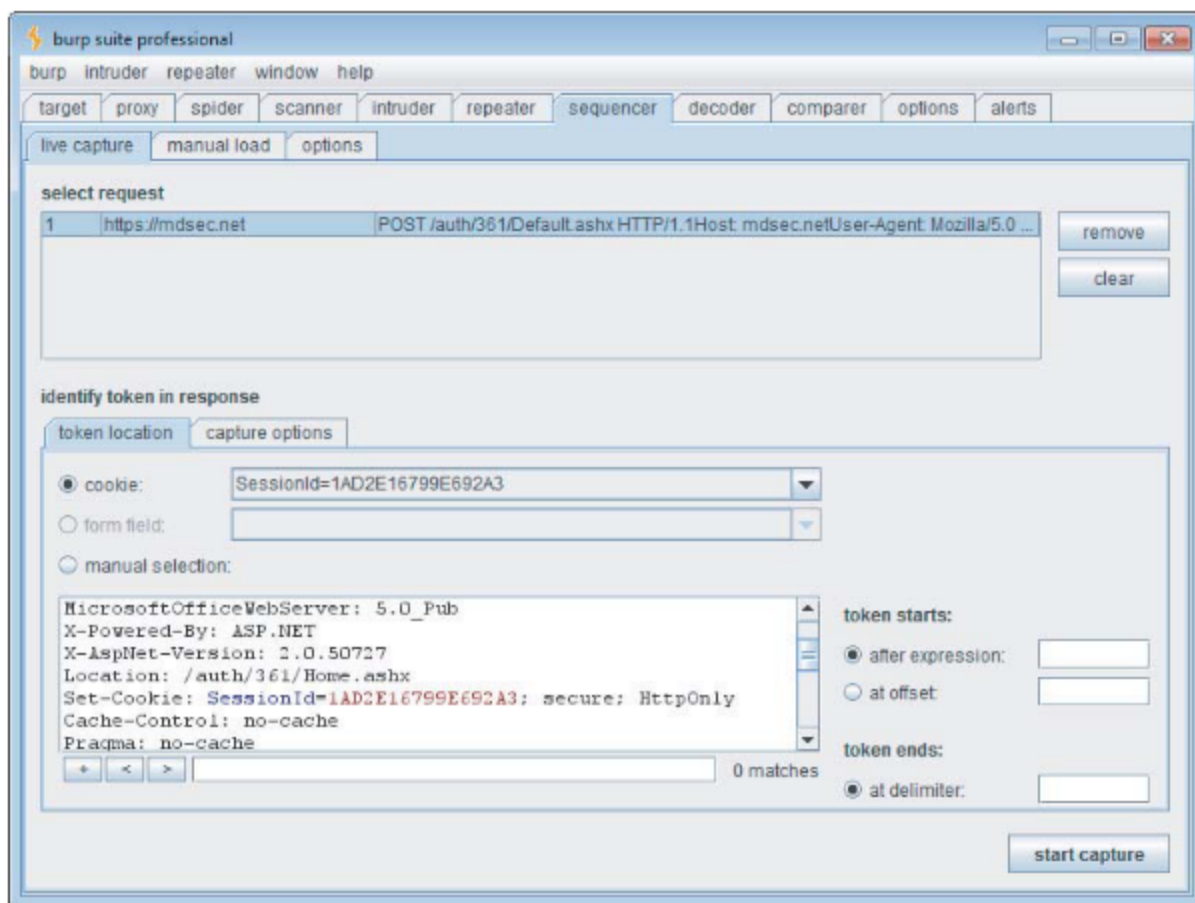 burp suite professional
burp intruder repeater window help
target proxy spider scanner intruder repeater sequencer decoder comparer options alerts
live capture manual load options
select request
1 https://mdsec.net POST /auth/361/Default.ashx HTTP/1.1Host: mdsec.netUser-Agent: Mozilla/5.0 ...
remove
clear
identify token in response
token location capture options
cookie: SessionId=1AD2E16799E692A3
form field:
manual selection:
MicrosoftOfficeWebServer: 5.0_Pub
X-Powered-By: ASP.NET
X-AspNet-Version: 2.0.50727
Location: /auth/361/Home.ashx
Set-Cookie: SessionId=1AD2E16799E692A3; secure; HttpOnly
Cache-Control: no-cache
Pragma: no-cache
+ < > 0 matches
token starts:
after expression:
at offset:
token ends:
at delimiter:
start capture